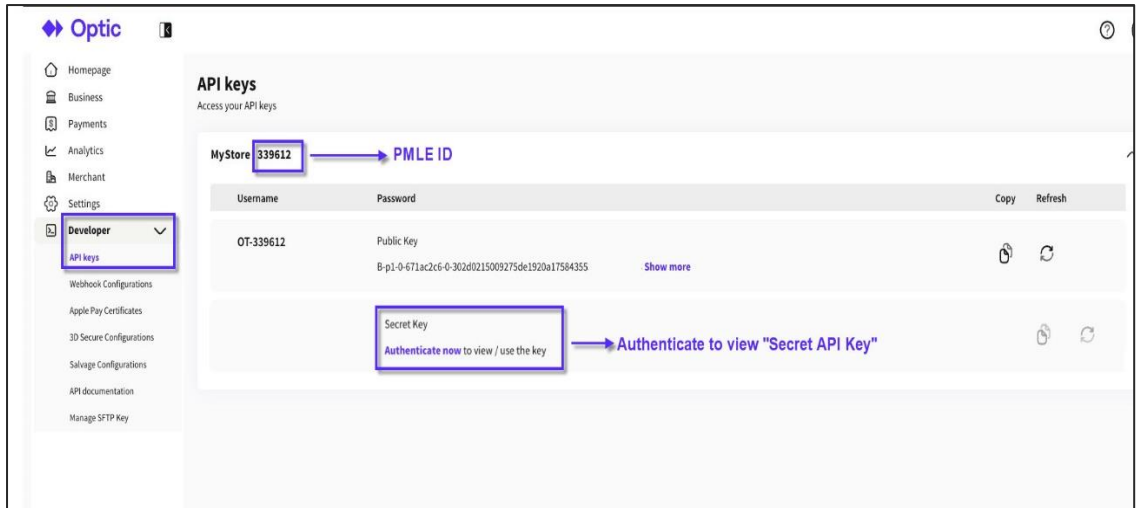 Optic
Homepage
Business
Payments
Analytics
Merchant
Settings
Developer
API keys
Webhook Configurations
Apple Pay Certificates
3D Secure Configurations
Salvage Configurations
API documentation
Manage SFTP Key
API keys
Access your API keys
MyStore 339612 PMLE ID
Username Password Copy Refresh
OT-339612 Public Key
B-p1-0-671ac2c6-0-302d0215009275de1920a17584355 Show more
Secret Key
Authenticate now to view / use the key
Authenticate to view "Secret API Key"